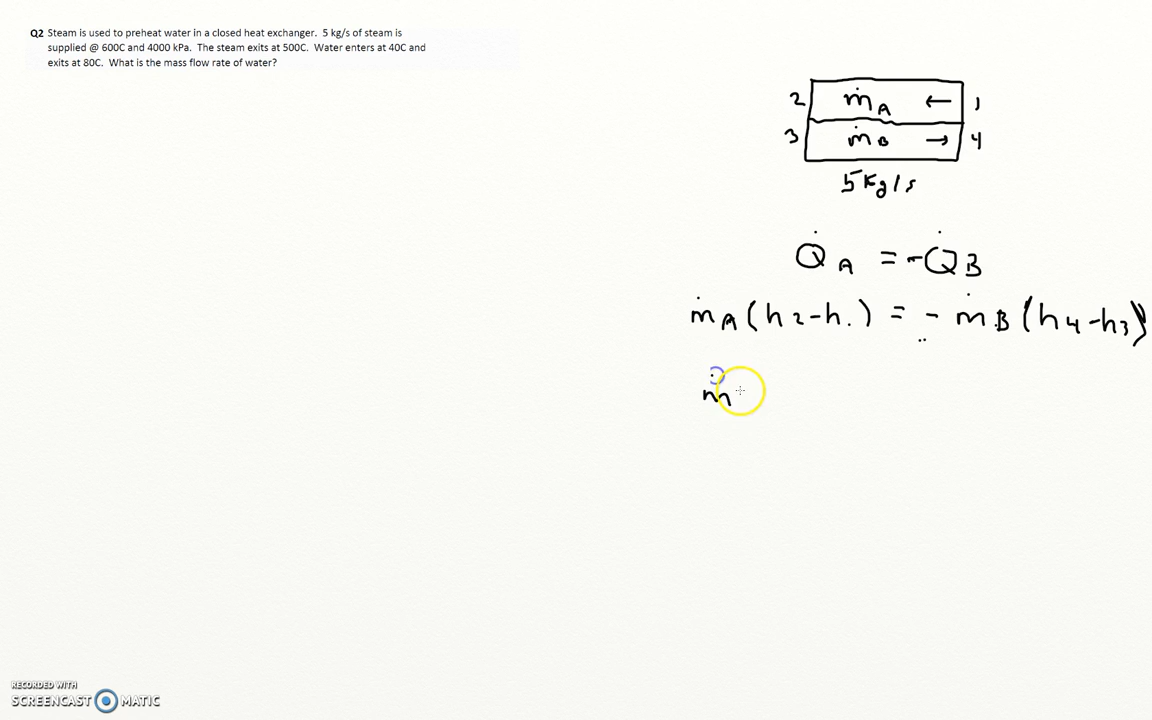 Q2 Steam is used to preheat water in a closed heat exchanger. 5 kg/s of steam is
supplied @ 600C and 4000 kPa. The steam exits at 500C. Water enters at 40C and
exits at 80C. What is the mass flow rate of water?
2 ṁA ← 1
3 ṁB → 4
5 kg/s
Q̇A = -Q̇B
ṁA(h2-h1) = - ṁB(h4-h3)
ṁ
RECORDED WITH
SCREENCAST MATIC